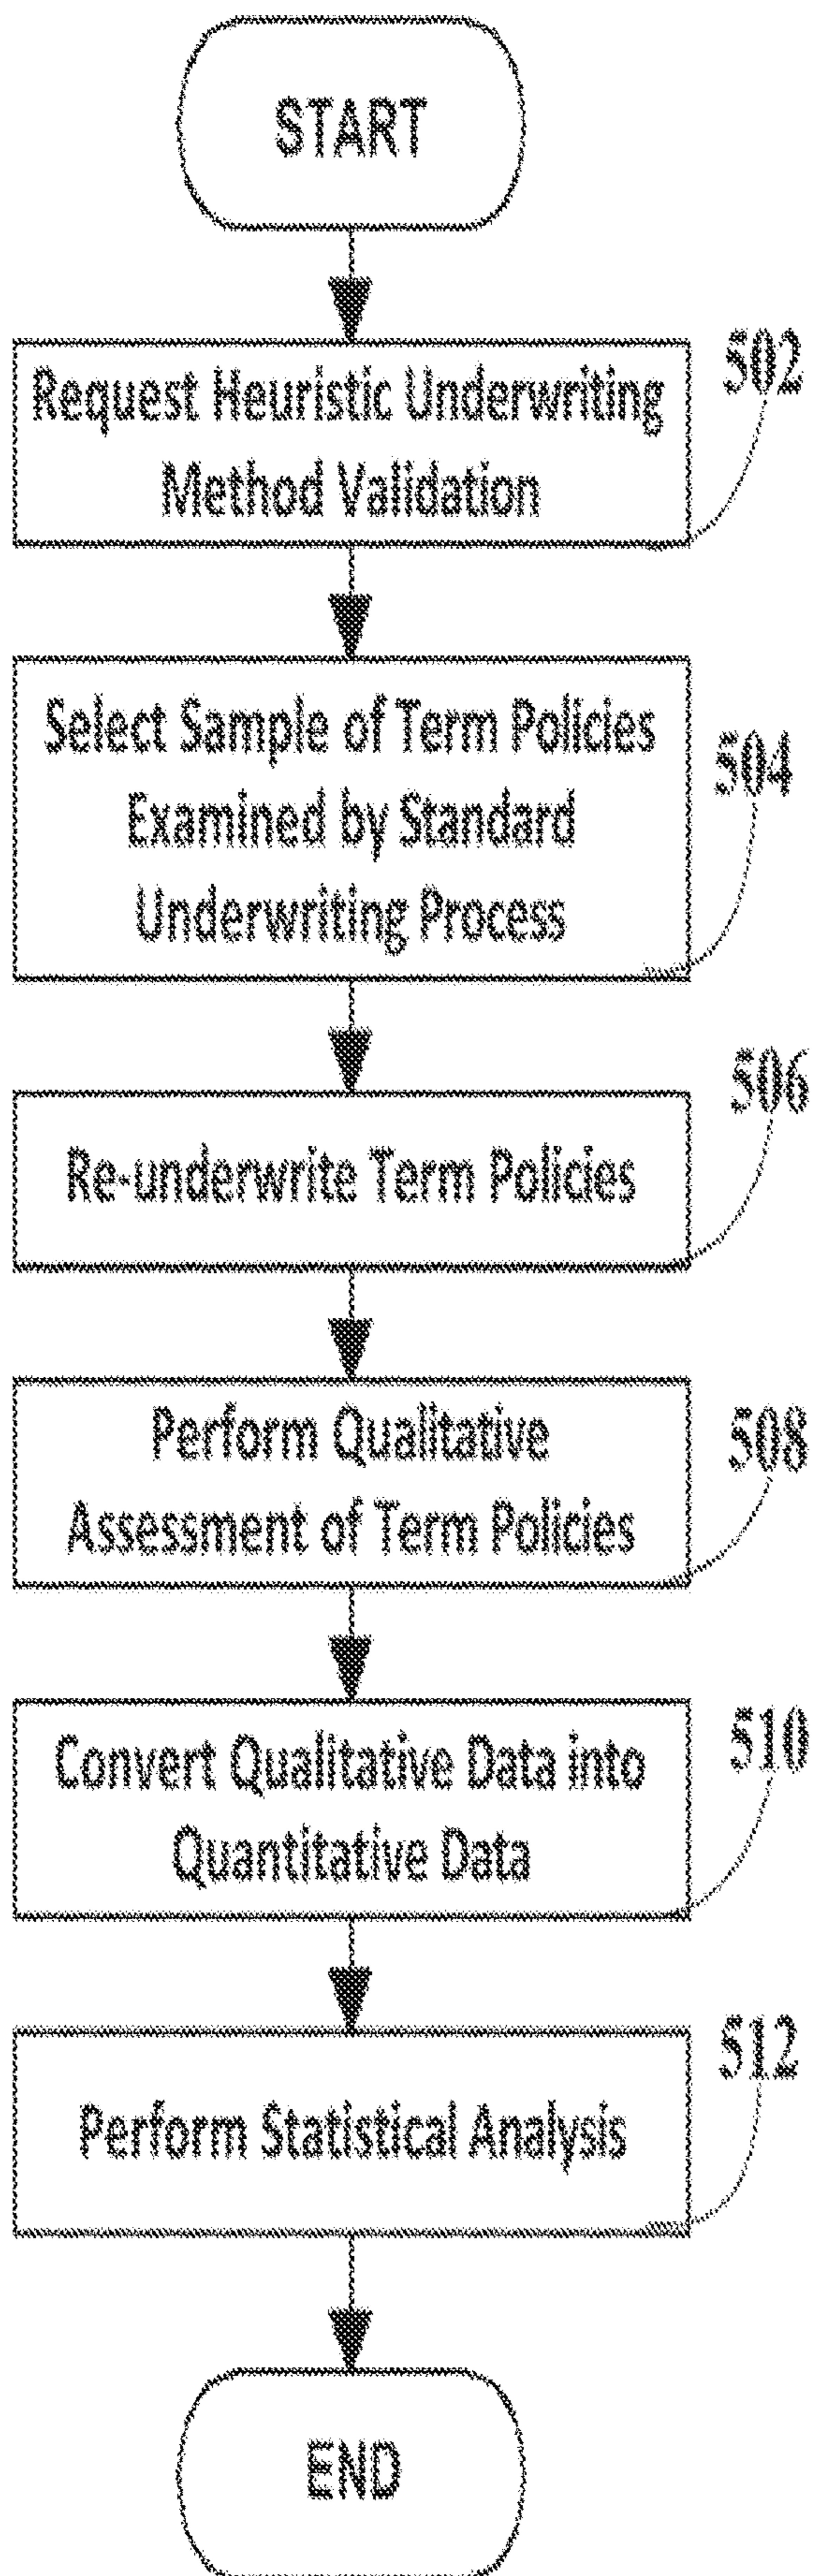 START
Request Heuristic Underwriting
Method Validation
502
Select Sample of Term Policies
Examined by Standard
Underwriting Process
504
Re-underwrite Term Policies
506
Perform Qualitative
Assessment of Term Policies
508
Convert Qualitative Data into
Quantitative Data
510
Perform Statistical Analysis
512
END